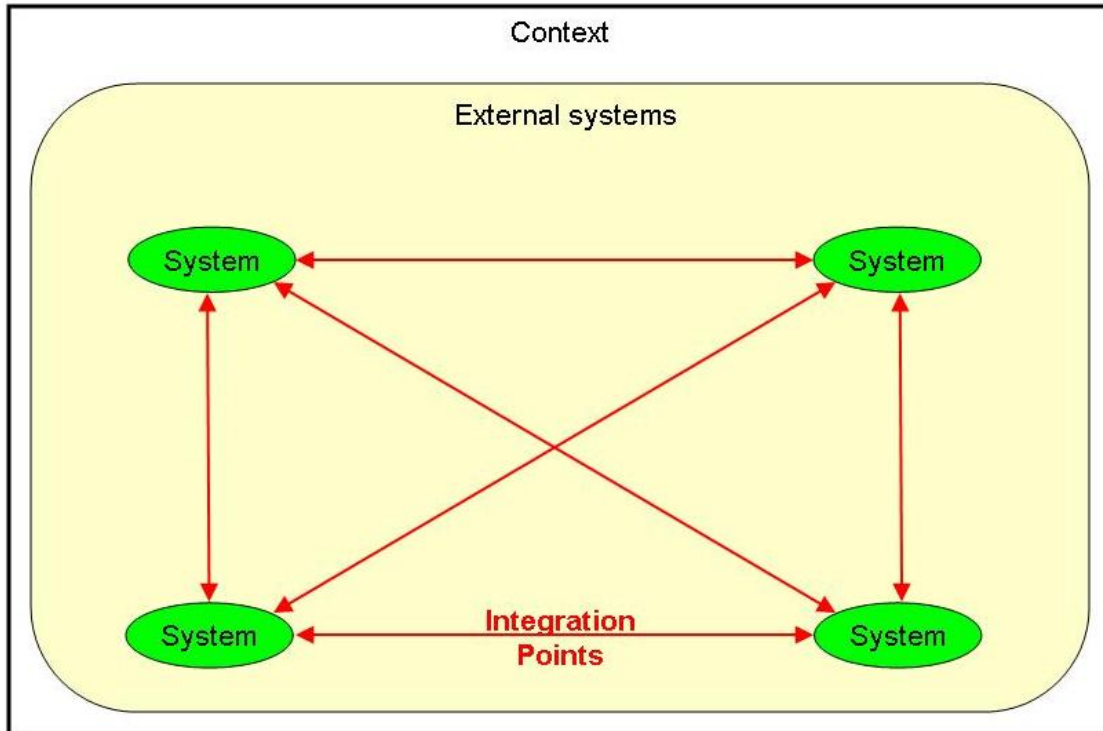 Context
External systems
System
System
System
Integration
Points
System